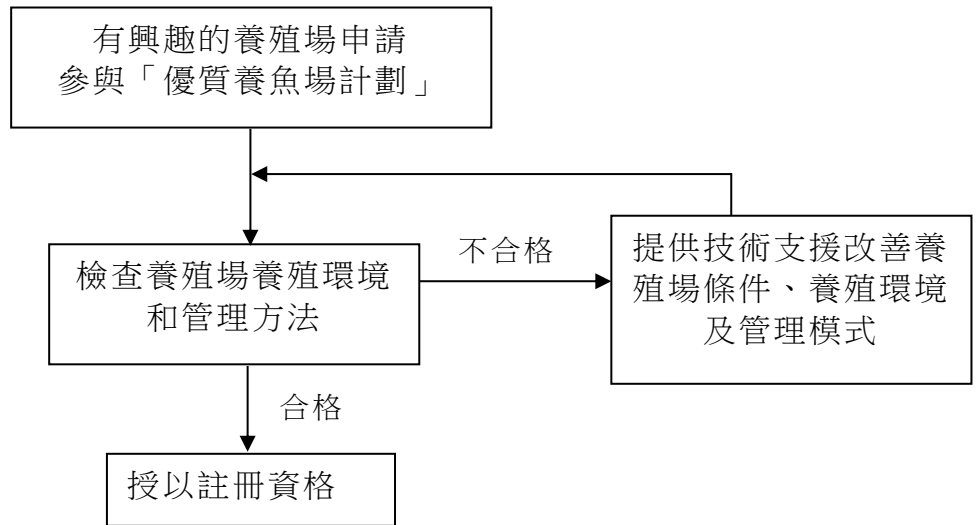 有興趣的養殖場申請
參與「優質養魚場計劃」
檢查養殖場養殖環境
和管理方法
不合格
提供技術支援改善養
殖場條件、養殖環境
及管理模式
合格
授以註冊資格